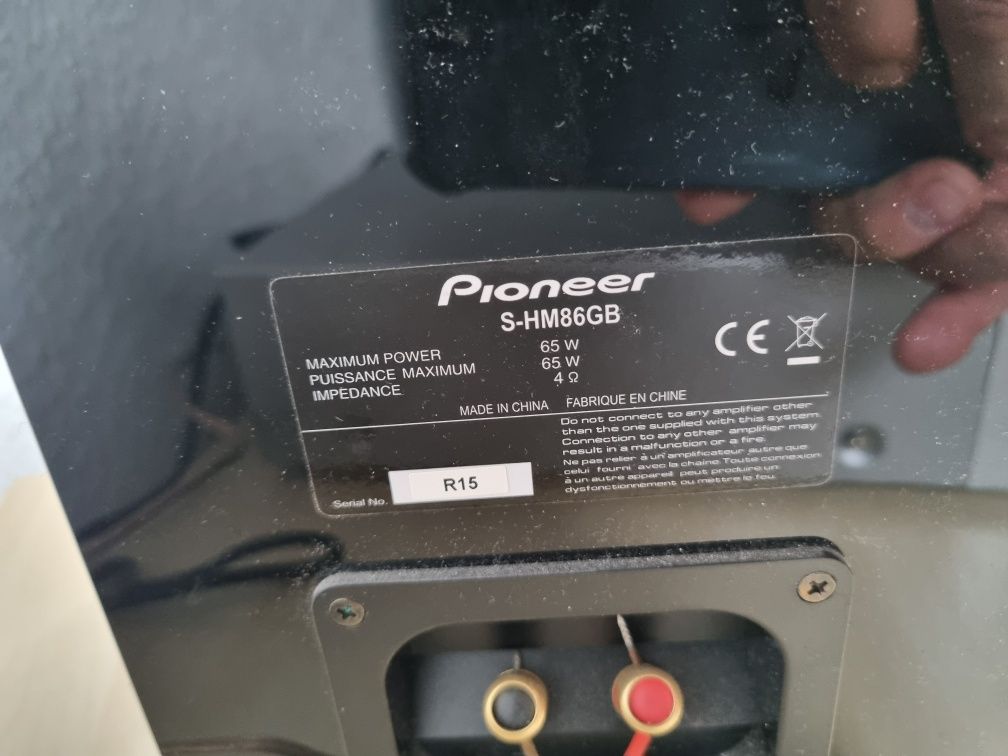 Pioneer
S-HM86GB
MAXIMUM POWER 65 W
PUISSANCE MAXIMUM 65 W
IMPEDANCE 4 Ω
CE
MADE IN CHINA FABRIQUE EN CHINE
Do not connect to any amplifier other
than the one supplied with this system.
Connection to any other amplifier may
result in a malfunction or a fire.
Ne pas relier à un amplificateur autre que
celui fourni avec la chaîne. Toute connexion
à un autre appareil peut produire un
dysfonctionnement ou mettre le feu.
Serial No. R15